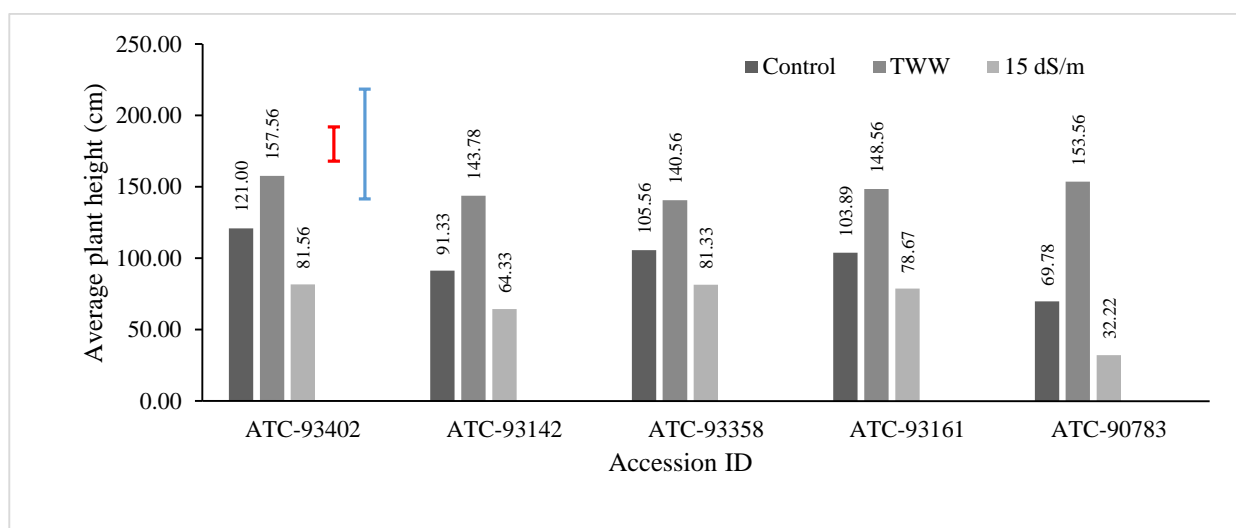 250.00
200.00
150.00
100.00
50.00
0.00
Average plant height (cm)
Control TWW 15 dS/m
121.00 157.56 81.56
91.33 143.78 64.33
105.56 140.56 81.33
103.89 148.56 78.67
69.78 153.56 32.22
ATC-93402 ATC-93142 ATC-93358 ATC-93161 ATC-90783
Accession ID